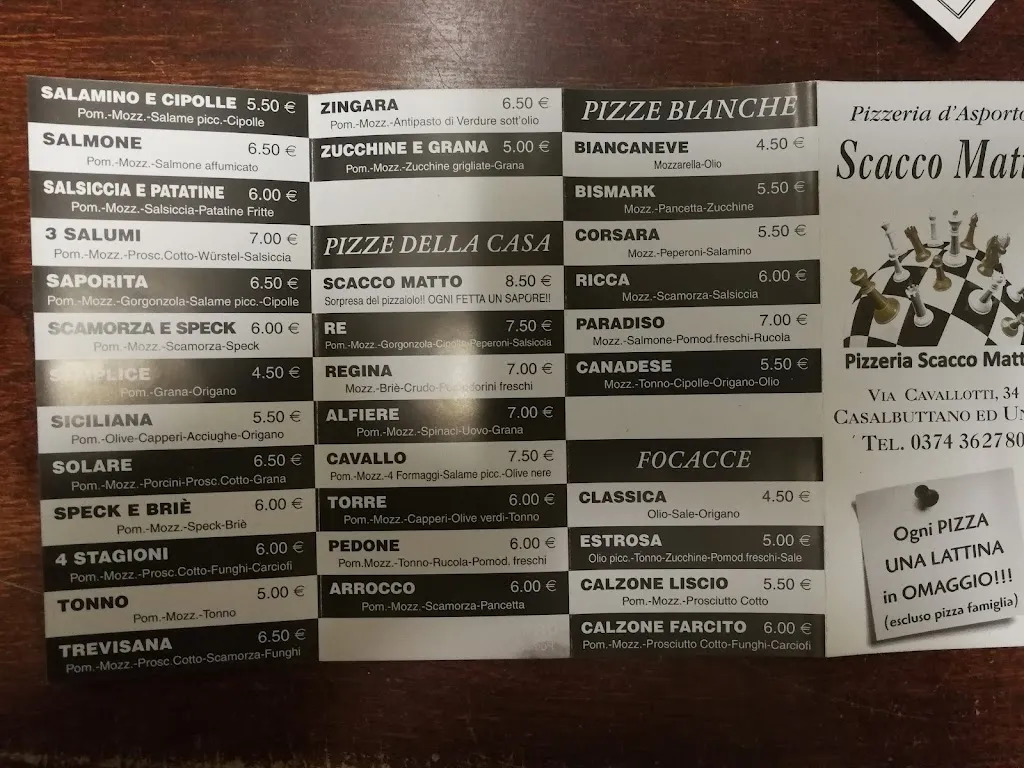 SALAMINO E CIPOLLE 5.50 €
Pom.-Mozz.-Salame picc.-Cipolle
SALMONE 6.50 €
Pom.-Mozz.-Salmone affumicato
SALSICCIA E PATATINE 6.00 €
Pom.-Mozz.-Salsiccia-Patatine Fritte
3 SALUMI 7.00 €
Pom.-Mozz.-Prosc.Cotto-Würstel-Salsiccia
SAPORITA 6.50 €
Pom.-Mozz.-Gorgonzola-Salame picc.-Cipolle
SCAMORZA E SPECK 6.00 €
Pom.-Mozz.-Scamorza-Speck
SEMPLICE 4.50 €
Pom.-Grana-Origano
SICILIANA 5.50 €
Pom.-Olive-Capperi-Acciughe-Origano
SOLARE 6.50 €
Pom.-Mozz.-Porcini-Prosc.Cotto-Grana
SPECK E BRIÈ 6.00 €
Pom.-Mozz.-Speck-Briè
4 STAGIONI 6.00 €
Pom.-Mozz.-Prosc.Cotto-Funghi-Carciofi
TONNO 5.00 €
Pom.-Mozz.-Tonno
TREVISANA 6.50 €
Pom.-Mozz.-Prosc.Cotto-Scamorza-Funghi
ZINGARA 6.50 €
Pom.-Mozz.-Antipasto di Verdure sott'olio
ZUCCHINE E GRANA 5.00 €
Pom.-Mozz.-Zucchine grigliate-Grana
PIZZE DELLA CASA
SCACCO MATTO 8.50 €
Sorpresa del pizzaiolo!! OGNI FETTA UN SAPORE!!
RE 7.50 €
Pom.-Mozz.-Gorgonzola-Cipolle-Peperoni-Salsiccia
REGINA 7.00 €
Mozz.-Briè-Crudo-Pomodorini freschi
ALFIERE 7.00 €
Pom.-Mozz.-Spinaci-Uovo-Grana
CAVALLO 7.50 €
Pom.-Mozz.-4 Formaggi-Salame picc.-Olive nere
TORRE 6.00 €
Pom.-Mozz.-Capperi-Olive verdi-Tonno
PEDONE 6.00 €
Pom.Mozz.-Tonno-Rucola-Pomod. freschi
ARROCCO 6.00 €
Pom.-Mozz.-Scamorza-Pancetta
PIZZE BIANCHE
BIANCANEVE 4.50 €
Mozzarella-Olio
BISMARK 5.50 €
Mozz.-Pancetta-Zucchine
CORSARA 5.50 €
Mozz.-Peperoni-Salamino
RICCA 6.00 €
Mozz.-Scamorza-Salsiccia
PARADISO 7.00 €
Mozz.-Salmone-Pomod.freschi-Rucola
CANADESE 5.50 €
Mozz.-Tonno-Cipolle-Origano-Olio
FOCACCE
CLASSICA 4.50 €
Olio-Sale-Origano
ESTROSA 5.00 €
Olio picc.-Tonno-Zucchine-Pomod.freschi-Sale
CALZONE LISCIO 5.50 €
Pom.-Mozz.-Prosciutto Cotto
CALZONE FARCITO 6.00 €
Pom.-Mozz.-Prosciutto Cotto-Funghi-Carciofi
Pizzeria d'Asporto
Scacco Matt
Pizzeria Scacco Matt
VIA CAVALLOTTI, 34
CASALBUTTANO ED UN
TEL. 0374 362780
Ogni PIZZA
UNA LATTINA
in OMAGGIO!!!
(escluso pizza famiglia)